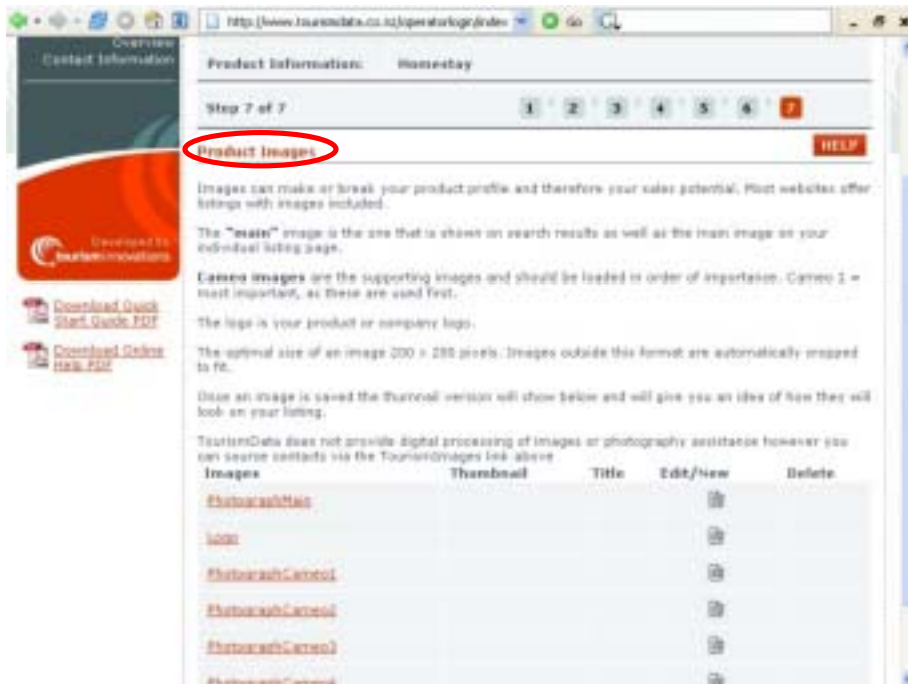 http://www.tourismdata.co.nz/operatorlogin/index
Go
Overview
Contact Information
Product Information: Homestay
Step 7 of 7 1 2 3 4 5 6 7
Product Images HELP
Images can make or break your product profile and therefore your sales potential. Most websites offer
listings with images included.
The "main" image is the one that is shown on search results as well as the main image on your
individual listing page.
Cameo images are the supporting images and should be loaded in order of importance. Cameo 1 =
most important, as these are used first.
The logo is your product or company logo.
The optimal size of an image 200 x 200 pixels. Images outside this format are automatically cropped
to fit.
Once an image is saved the thumnail version will show below and will give you an idea of how they will
look on your listing.
TourismData does not provide digital processing of images or photography assistance however you
can source contacts via the TourismImages link above
Images Thumbnail Title Edit/New Delete
PhotographMain
Logo
PhotographCameo1
PhotographCameo2
PhotographCameo3
PhotographCameo4
tourisminnovations
Download Quick
Start Guide PDF
Download Online
Help PDF